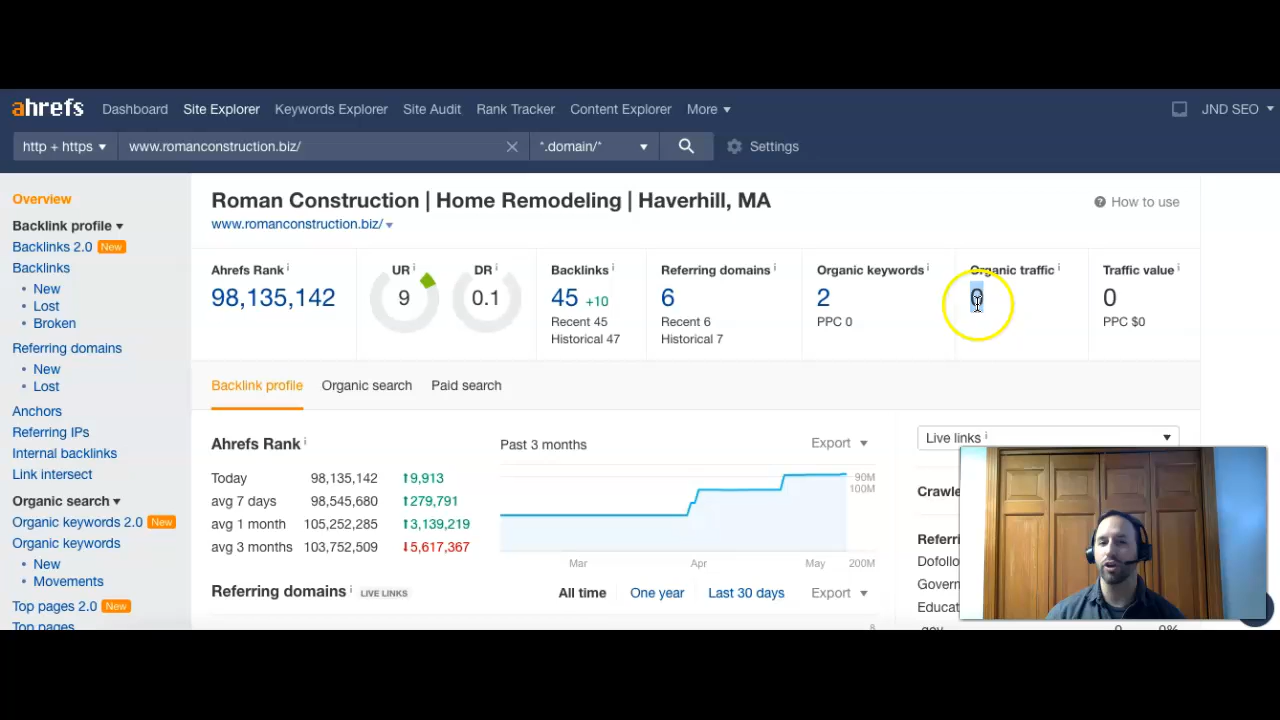 ahrefs Dashboard Site Explorer Keywords Explorer Site Audit Rank Tracker Content Explorer More JND SEO
http + https www.romanconstruction.biz/ *.domain/* Settings
Overview
Backlink profile
Backlinks 2.0 New
Backlinks
• New
• Lost
• Broken
Referring domains
• New
• Lost
Anchors
Referring IPs
Internal backlinks
Link intersect
Organic search
Organic keywords 2.0 New
Organic keywords
• New
• Movements
Top pages 2.0 New
Top pages
Roman Construction | Home Remodeling | Haverhill, MA
How to use
www.romanconstruction.biz/
Ahrefs Rank
98,135,142
UR
9
DR
0.1
Backlinks
45 +10
Recent 45
Historical 47
Referring domains
6
Recent 6
Historical 7
Organic keywords
2
PPC 0
Organic traffic
0
Traffic value
0
PPC $0
Backlink profile Organic search Paid search
Ahrefs Rank
Today 98,135,142 ↑9,913
avg 7 days 98,545,680 ↑279,791
avg 1 month 105,252,285 ↑3,139,219
avg 3 months 103,752,509 ↓5,617,367
Past 3 months
Export
90M
100M
200M
Mar Apr May
Referring domains LIVE LINKS
All time One year Last 30 days Export
8
Live links
Crawle
Referri
Dofollo
Govern
Educat
.gov 0 0%